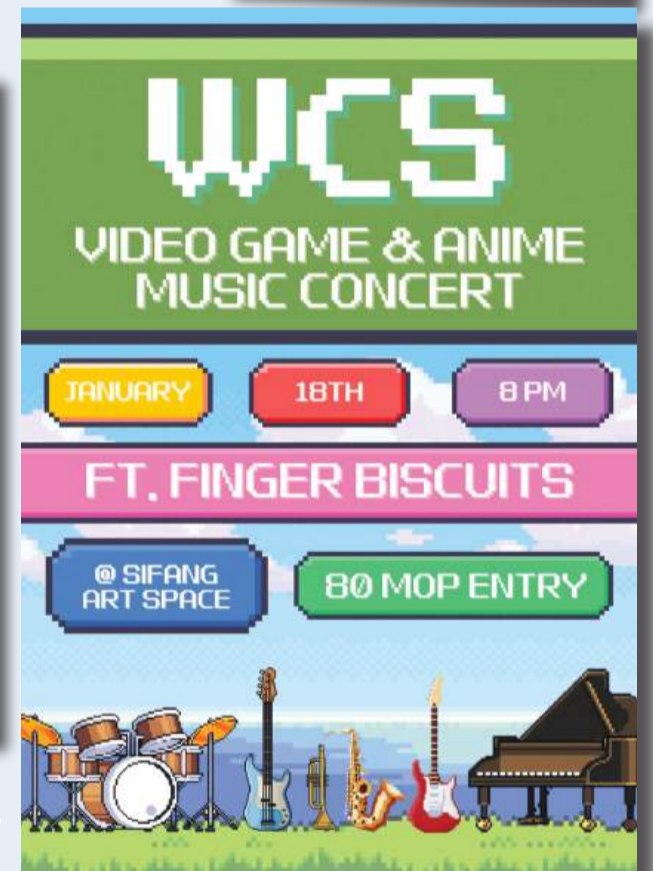 WCS
VIDEO GAME & ANIME
MUSIC CONCERT
JANUARY
18TH
8 PM
FT. FINGER BISCUITS
@ SIFANG
ART SPACE
80 MOP ENTRY